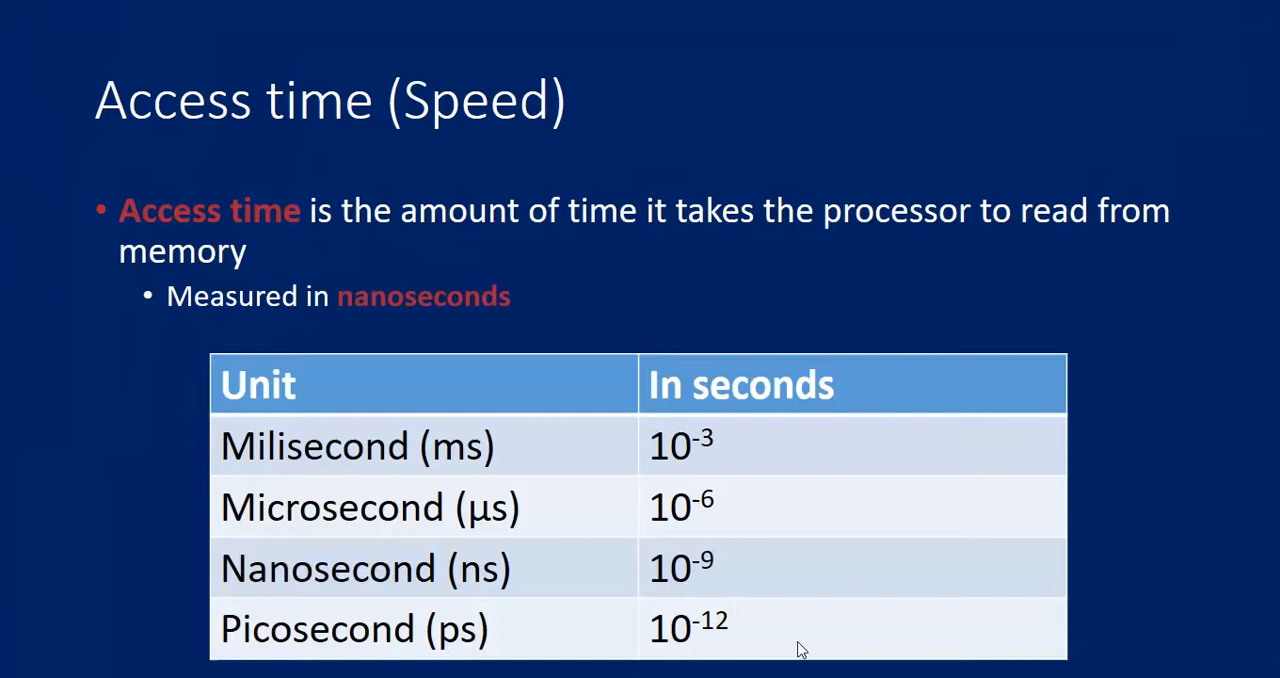 Access time (Speed)
• Access time is the amount of time it takes the processor to read from
memory
• Measured in nanoseconds
Unit In seconds
Milisecond (ms) 10⁻³
Microsecond (µs) 10⁻⁶
Nanosecond (ns) 10⁻⁹
Picosecond (ps) 10⁻¹²